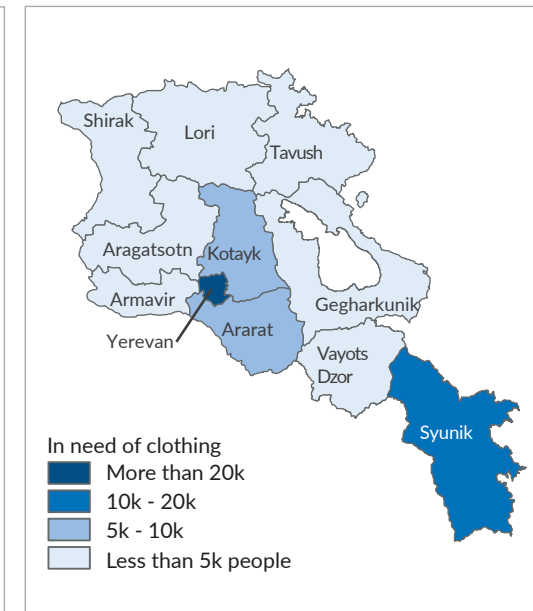 Shirak
Lori
Tavush
Aragatsotn
Kotayk
Armavir
Gegharkunik
Yerevan
Ararat
Vayots
Dzor
Syunik
In need of clothing
More than 20k
10k - 20k
5k - 10k
Less than 5k people